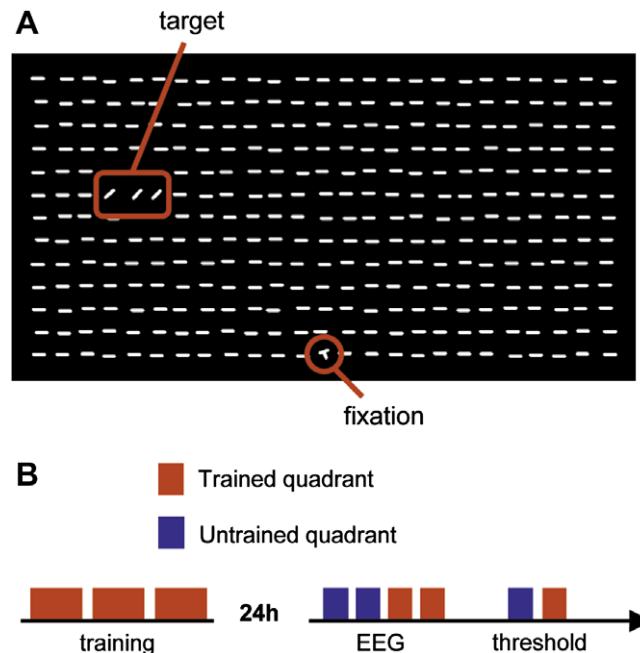 A
target
fixation
B
Trained quadrant
Untrained quadrant
24h
training
EEG
threshold